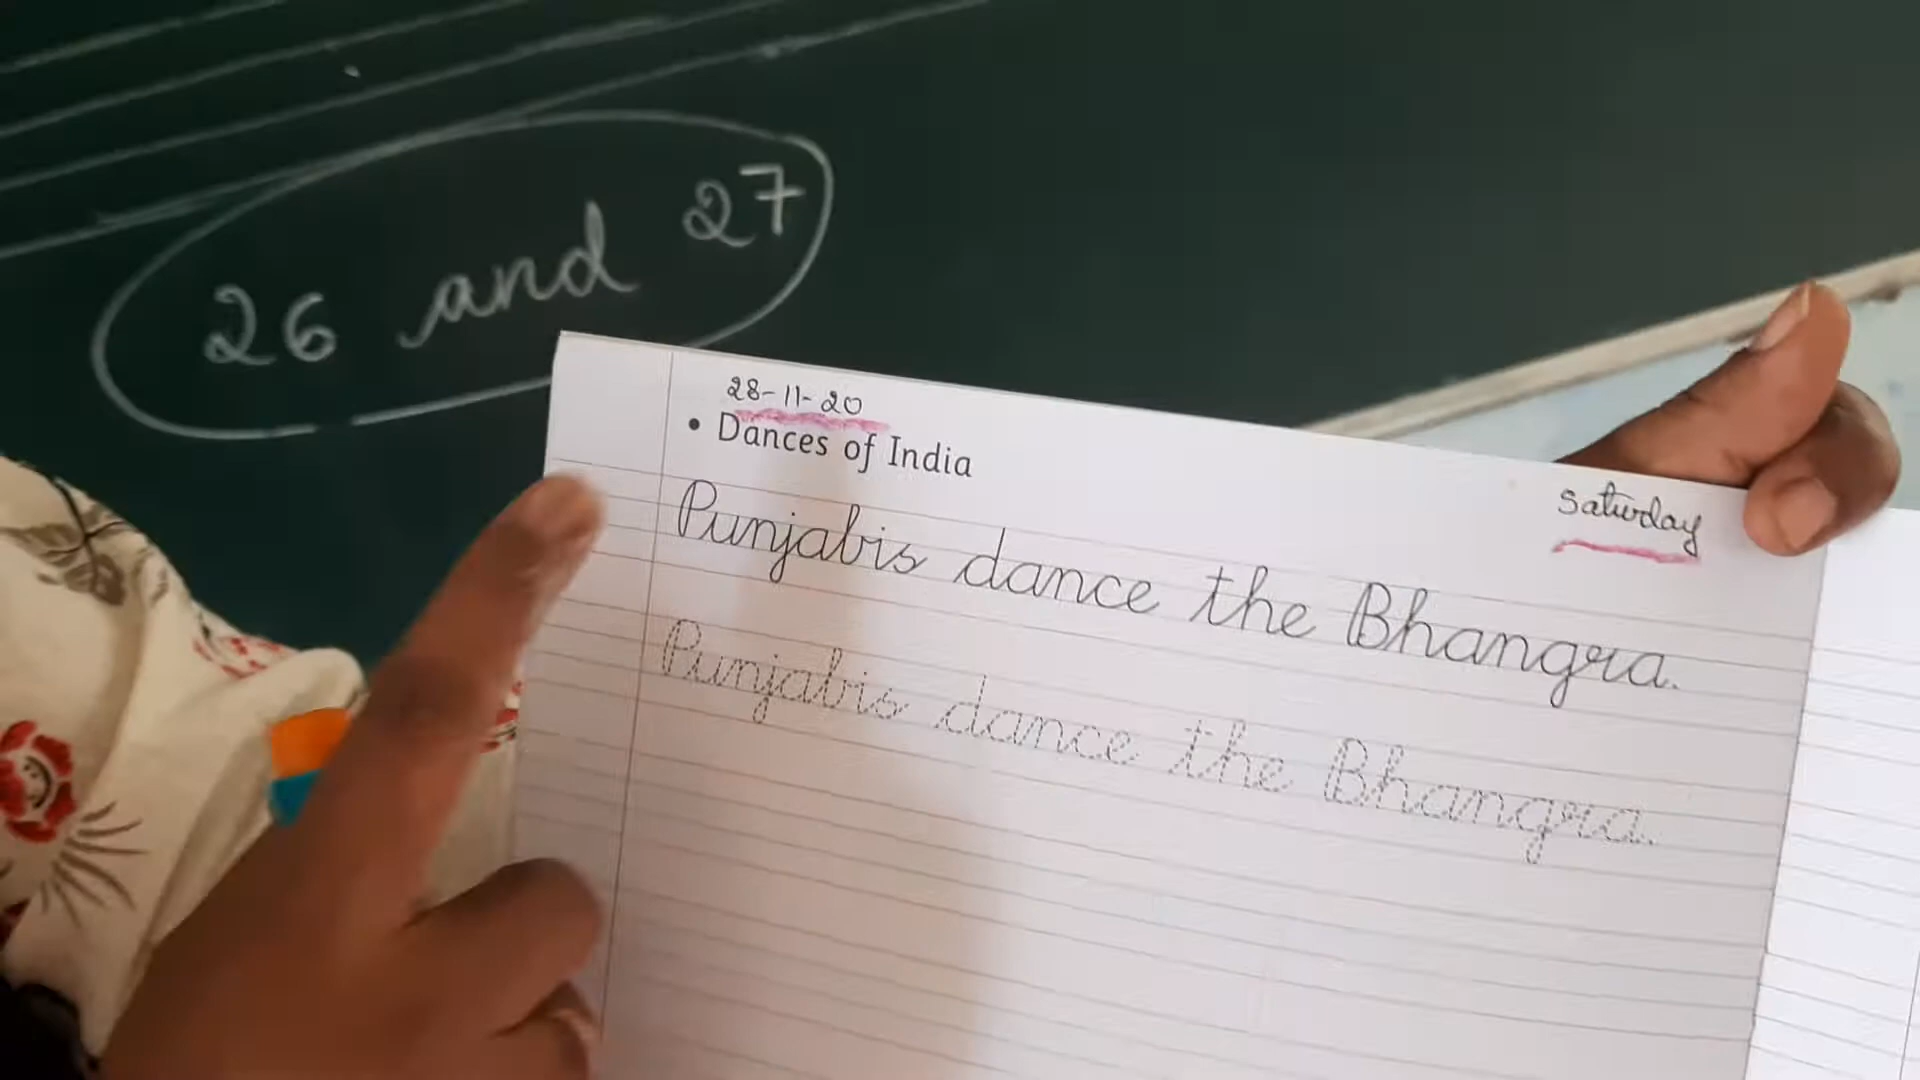 26 and 27
28-11-20
• Dances of India
Saturday
Punjabis dance the Bhangra.
Punjabis dance the Bhangra.